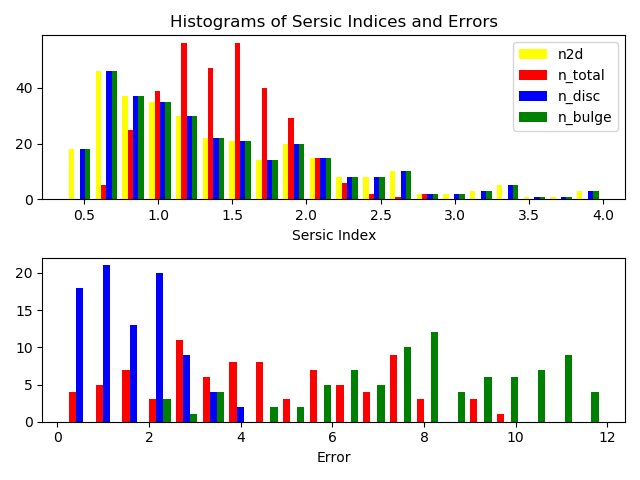 Histograms of Sersic Indices and Errors
n2d
n_total
n_disc
n_bulge
40
20
0
0.5 1.0 1.5 2.0 2.5 3.0 3.5 4.0
Sersic Index
20
15
10
5
0
0 2 4 6 8 10 12
Error